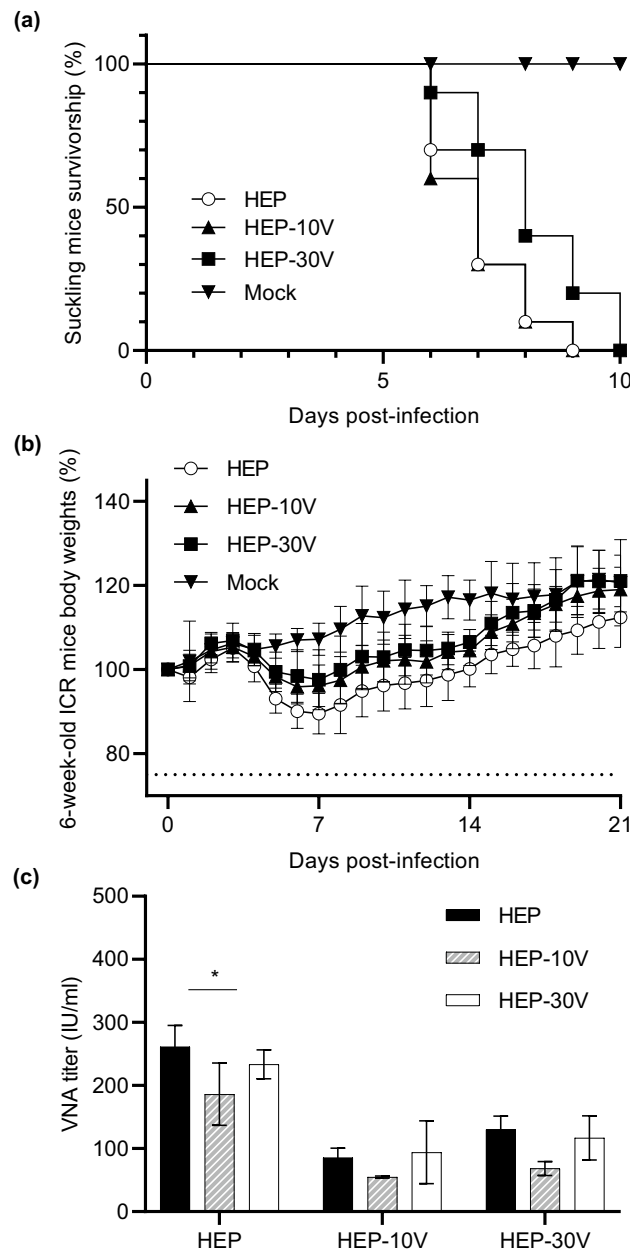 (a)
Suckling mice survivorship (%)
100
50
0
HEP
HEP-10V
HEP-30V
Mock
0
5
10
Days post-infection
(b)
6-week-old ICR mice body weights (%)
140
120
100
80
HEP
HEP-10V
HEP-30V
Mock
0
7
14
21
Days post-infection
(c)
VNA titer (IU/ml)
500
400
300
200
100
0
*
HEP
HEP-10V
HEP-30V
HEP
HEP-10V
HEP-30V